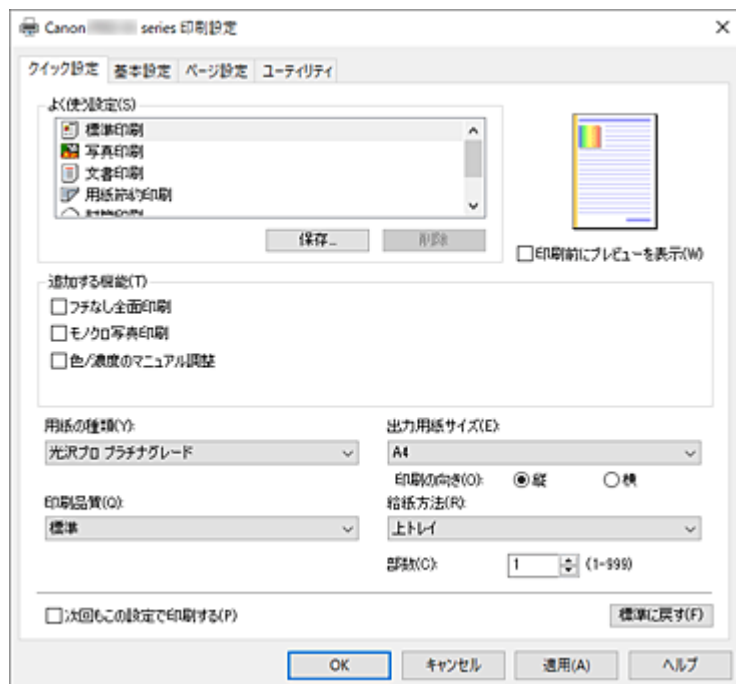 Canon series 印刷設定
クイック設定 基本設定 ページ設定 ユーティリティ
よく使う設定(S)
標準印刷
写真印刷
文書印刷
用紙節約印刷
保存... 削除
印刷前にプレビューを表示(W)
追加する機能(T)
フチなし全面印刷
モノクロ写真印刷
色/濃度のマニュアル調整
用紙の種類(Y): 出力用紙サイズ(E):
光沢プロ プラチナグレード A4
印刷の向き(O): 縦 横
印刷品質(Q): 給紙方法(R):
標準 上トレイ
部数(C): 1 (1-999)
次回もこの設定で印刷する(P) 標準に戻す(F)
OK キャンセル 適用(A) ヘルプ